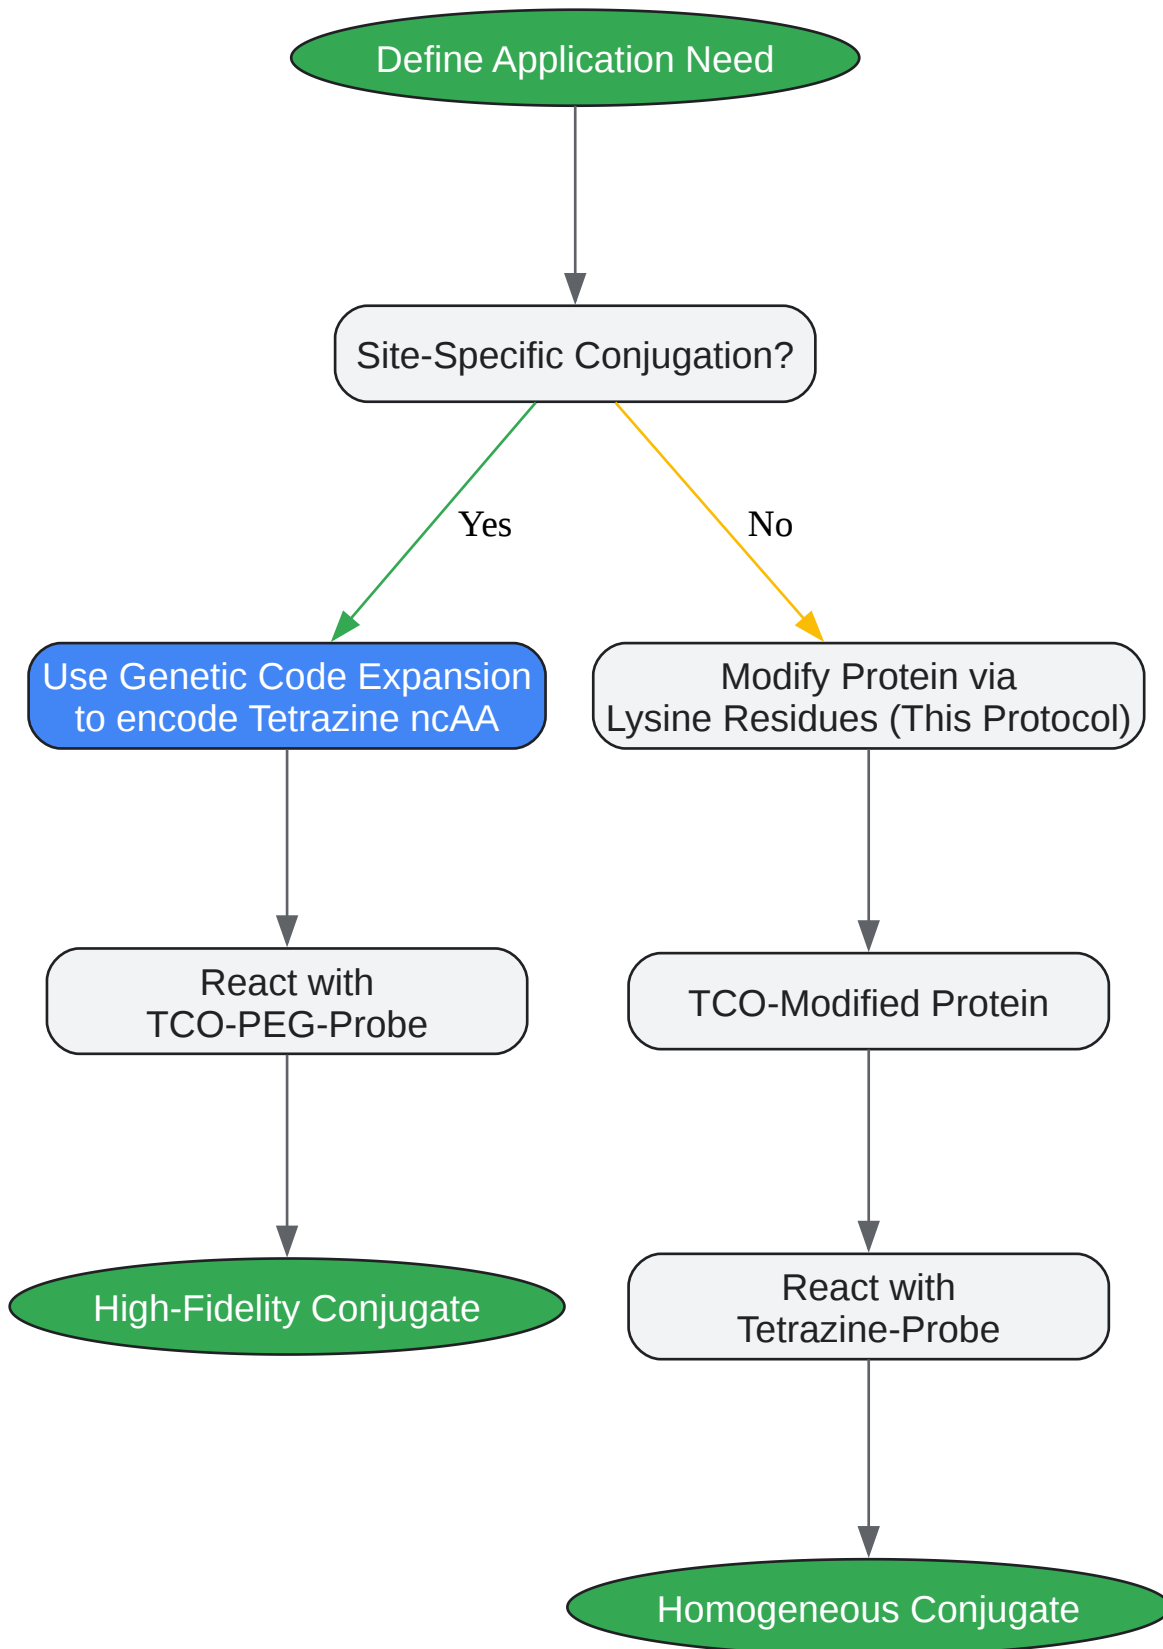 Define Application Need
Site-Specific Conjugation?
Yes
No
Use Genetic Code Expansion
to encode Tetrazine ncAA
Modify Protein via
Lysine Residues (This Protocol)
React with
TCO-PEG-Probe
TCO-Modified Protein
High-Fidelity Conjugate
React with
Tetrazine-Probe
Homogeneous Conjugate